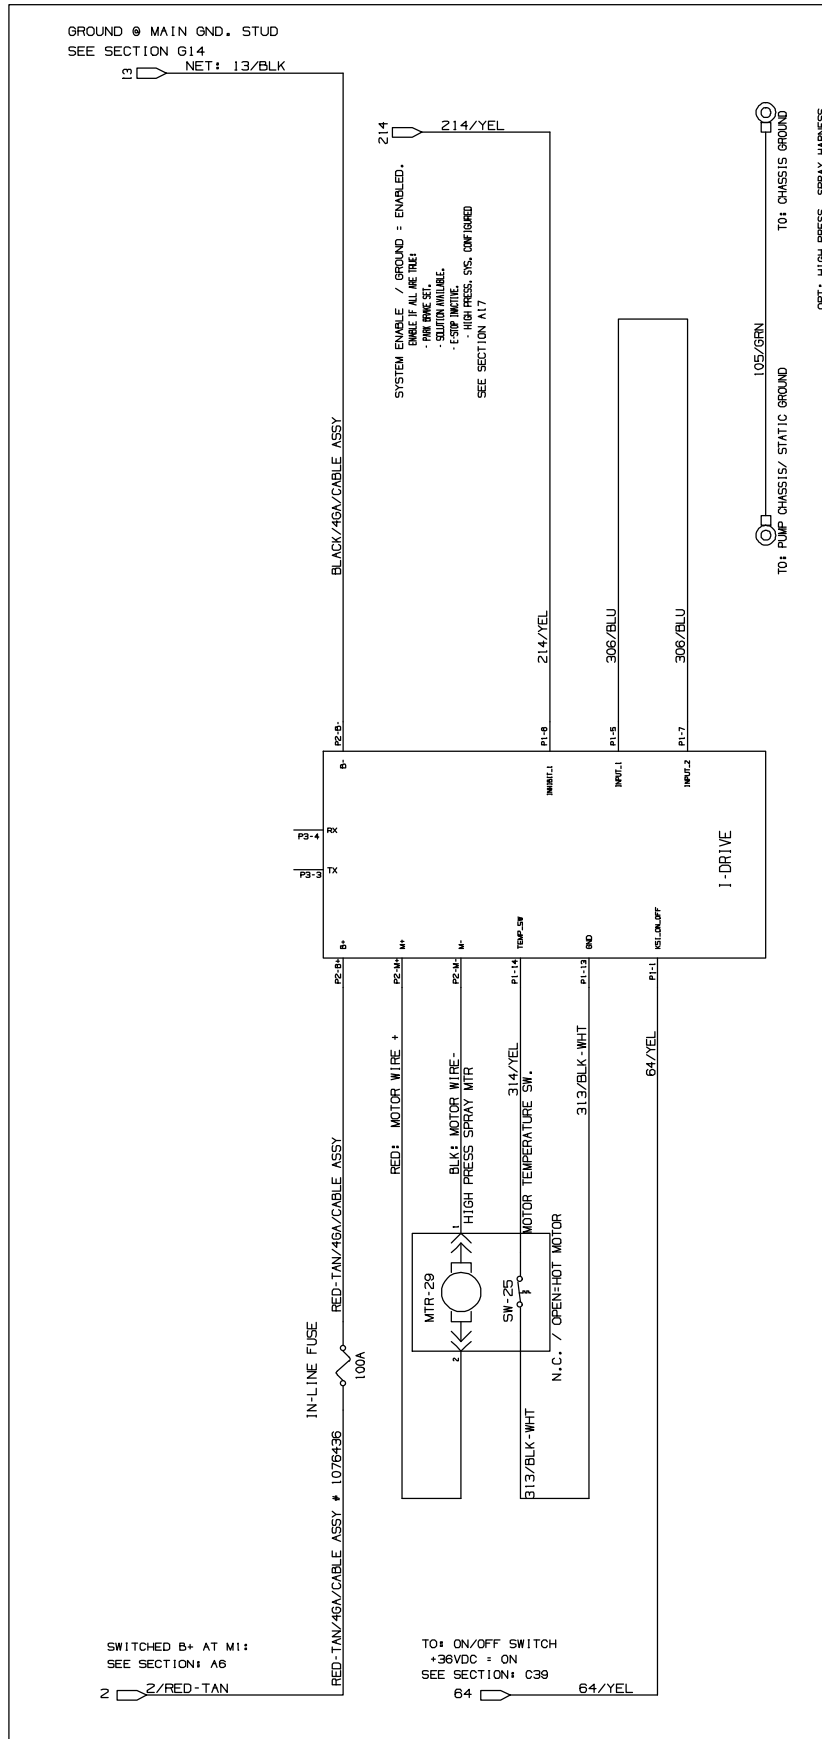 GROUND @ MAIN GND. STUD
SEE SECTION G14
13
NET: 13/BLK
214
214/YEL
SYSTEM ENABLE / GROUND = ENABLED.
ENABLE IF ALL ARE TRUE:
- PARK BRAKE SET.
- SOLUTION AVAILABLE.
- E-STOP INACTIVE.
- HIGH PRESS. SYS. CONFIGURED
SEE SECTION A17
TO: CHASSIS GROUND
OPT: HIGH PRESS. SPRAY HARNESS
105/GRN
TO: PUMP CHASSIS/ STATIC GROUND
BLACK/4GA/CABLE ASSY
214/YEL
306/BLU
306/BLU
P2-B-
P1-8
P1-5
P1-7
B-
INHIBIT_1
INPUT_1
INPUT_2
P3-4
RX
P3-3
TX
I-DRIVE
B+
M+
M-
TEMP_SW
GND
KSI_ON_OFF
P2-B+
P2-M+
P2-M-
P1-14
P1-13
P1-1
RED-TAN/4GA/CABLE ASSY
RED: MOTOR WIRE +
BLK: MOTOR WIRE-
HIGH PRESS SPRAY MTR
314/YEL
MOTOR TEMPERATURE SW.
313/BLK-WHT
64/YEL
1
MTR-29
SW-25
2
N.C. / OPEN=HOT MOTOR
IN-LINE FUSE
100A
313/BLK-WHT
RED-TAN/4GA/CABLE ASSY # 1076436
SWITCHED B+ AT M1:
SEE SECTION: A6
2
2/RED-TAN
TO: ON/OFF SWITCH
+36VDC = ON
SEE SECTION: C39
64
64/YEL